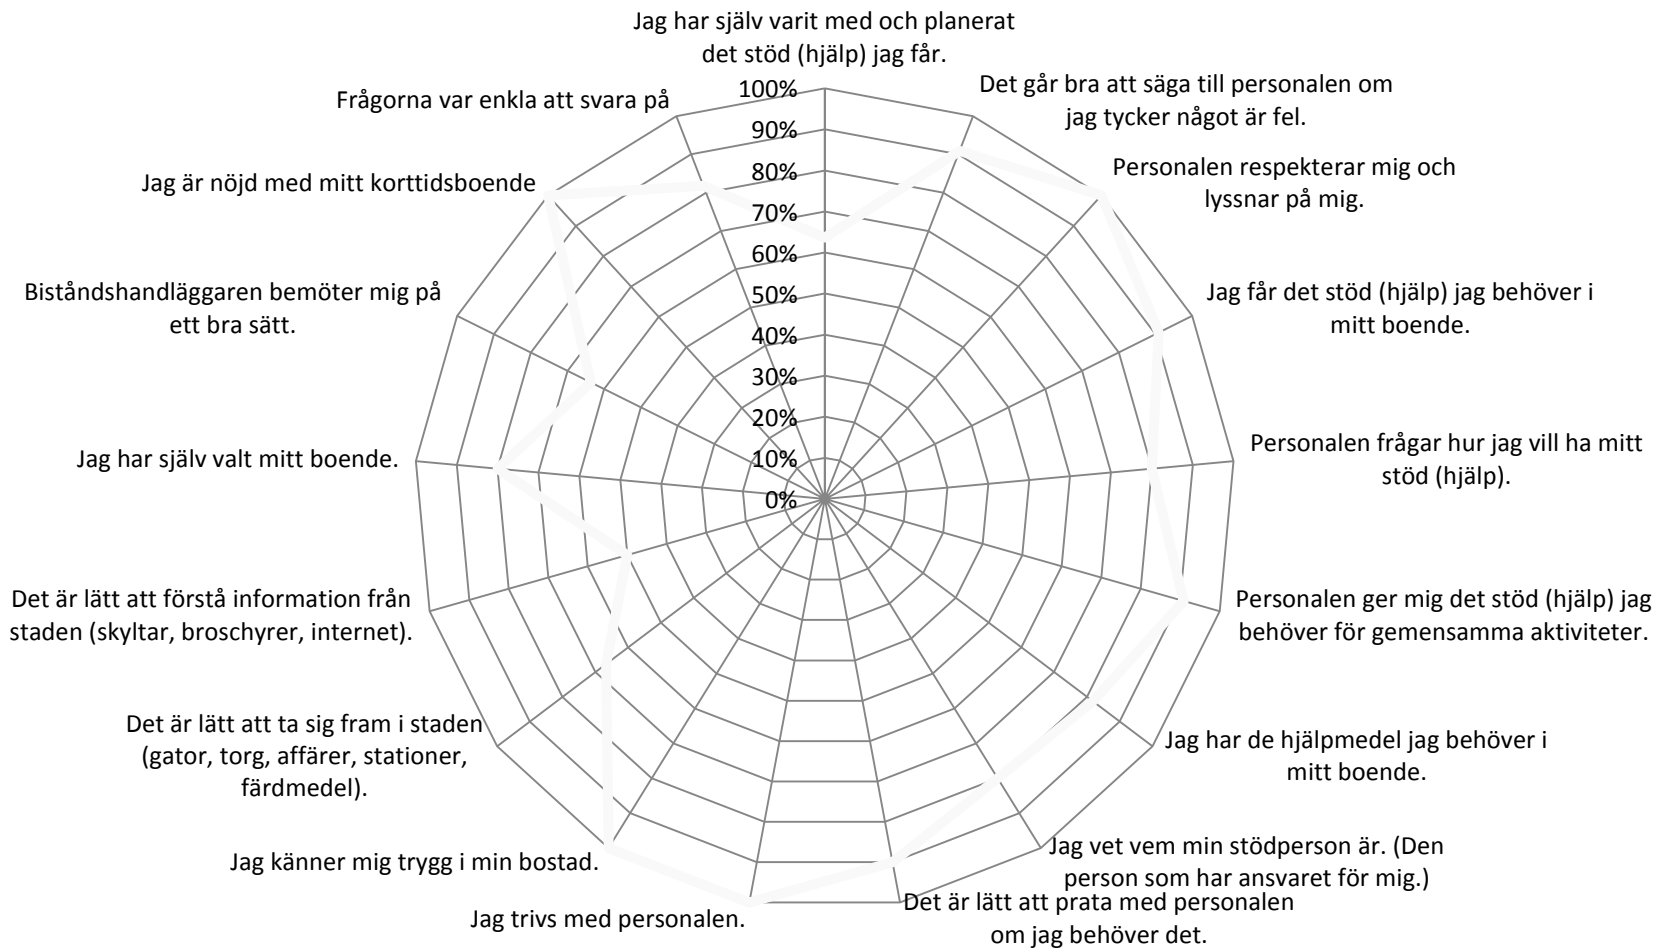 Jag har själv varit med och planerat
det stöd (hjälp) jag får.
Det går bra att säga till personalen om
jag tycker något är fel.
Personalen respekterar mig och
lyssnar på mig.
Jag får det stöd (hjälp) jag behöver i
mitt boende.
Personalen frågar hur jag vill ha mitt
stöd (hjälp).
Personalen ger mig det stöd (hjälp) jag
behöver för gemensamma aktiviteter.
Jag har de hjälpmedel jag behöver i
mitt boende.
Jag vet vem min stödperson är. (Den
person som har ansvaret för mig.)
Det är lätt att prata med personalen
om jag behöver det.
Jag trivs med personalen.
Jag känner mig trygg i min bostad.
Det är lätt att ta sig fram i staden
(gator, torg, affärer, stationer,
färdmedel).
Det är lätt att förstå information från
staden (skyltar, broschyrer, internet).
Jag har själv valt mitt boende.
Biståndshandläggaren bemöter mig på
ett bra sätt.
Jag är nöjd med mitt korttidsboende
Frågorna var enkla att svara på
100%
90%
80%
70%
60%
50%
40%
30%
20%
10%
0%